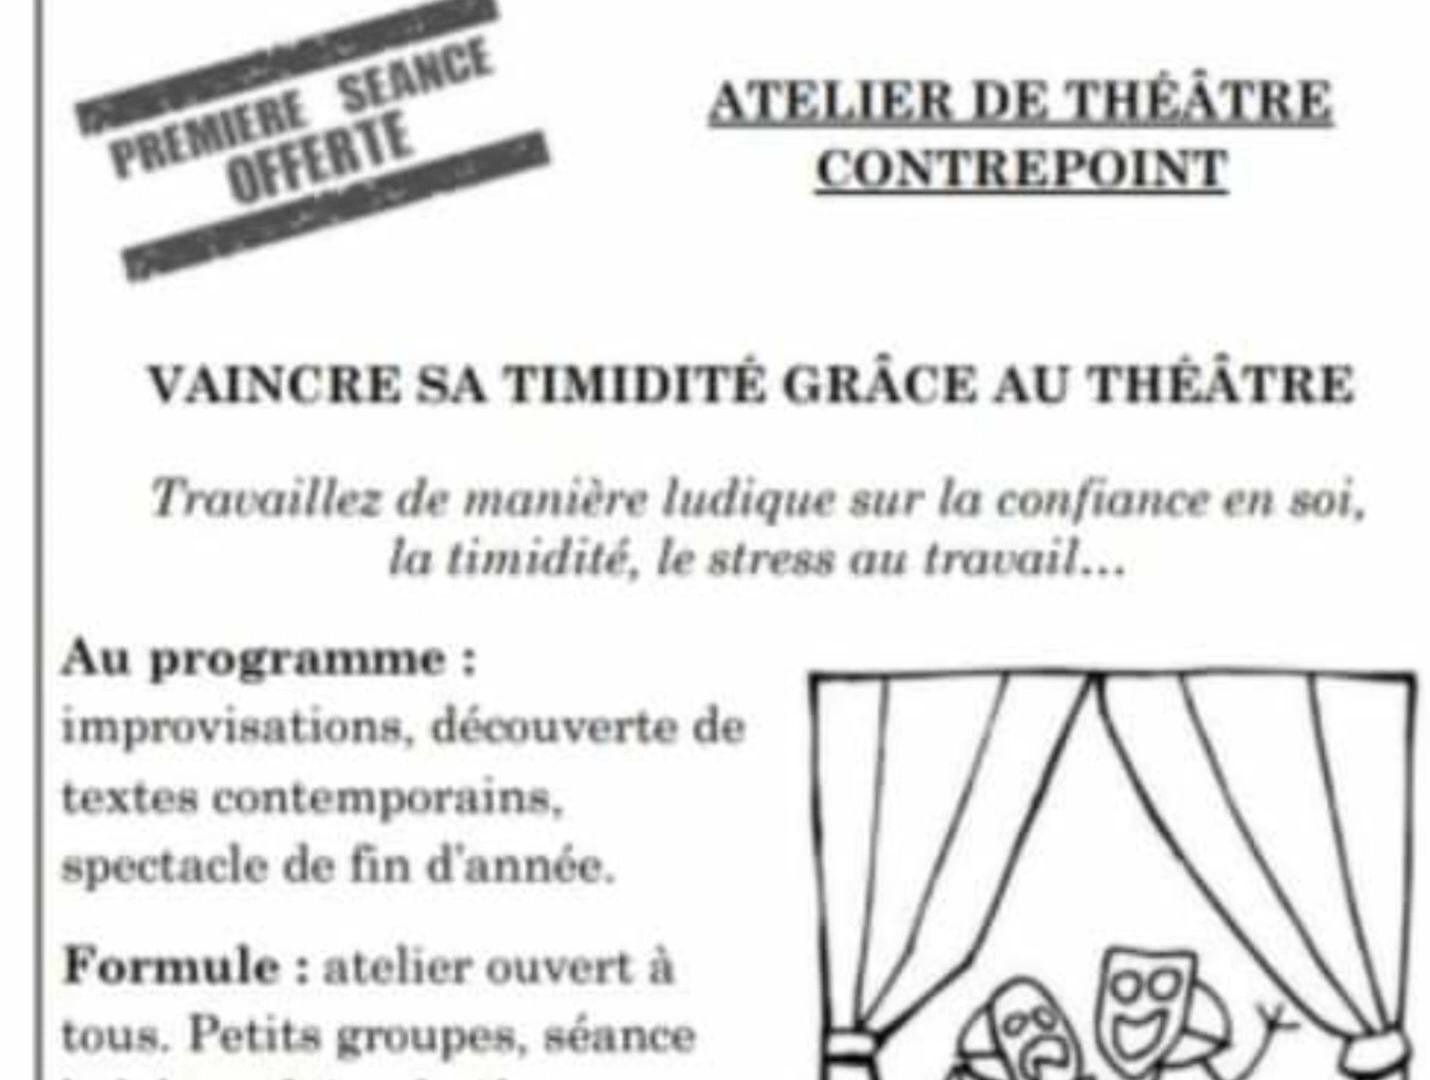 PREMIERE SEANCE
OFFERTE
ATELIER DE THÉÂTRE
CONTREPOINT
VAINCRE SA TIMIDITÉ GRÂCE AU THÉÂTRE
Travaillez de manière ludique sur la confiance en soi,
la timidité, le stress au travail...
Au programme :
improvisations, découverte de
textes contemporains,
spectacle de fin d'année.
Formule : atelier ouvert à
tous. Petits groupes, séance